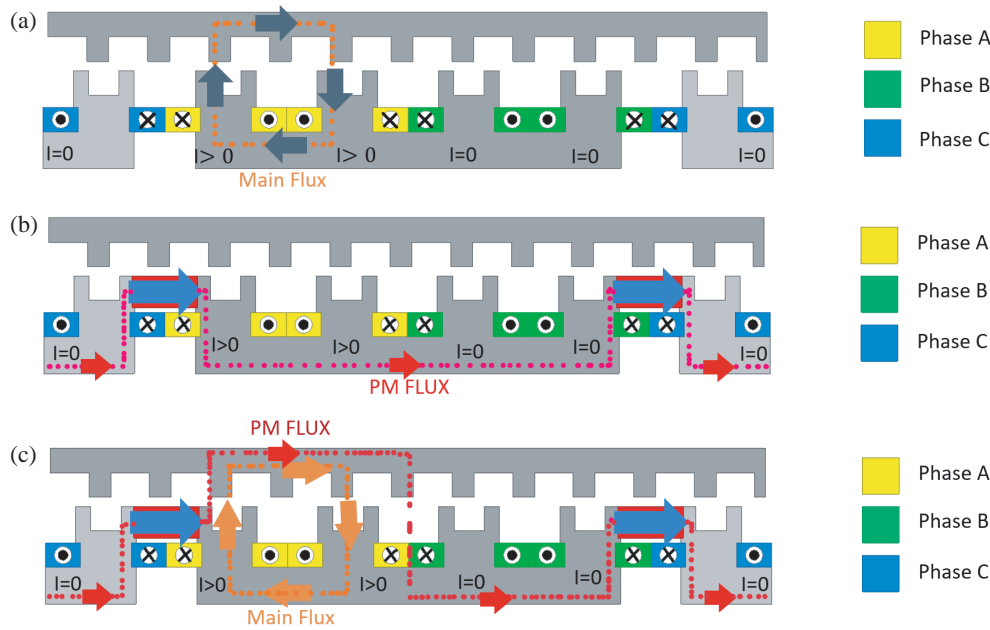 (a)
I=0
I> 0
I> 0
I=0
I=0
I=0
Main Flux
Phase A
Phase B
Phase C
(b)
I=0
I>0
I>0
I=0
I=0
I=0
PM FLUX
Phase A
Phase B
Phase C
(c)
PM FLUX
I=0
I>0
I>0
I=0
I=0
I=0
Main Flux
Phase A
Phase B
Phase C